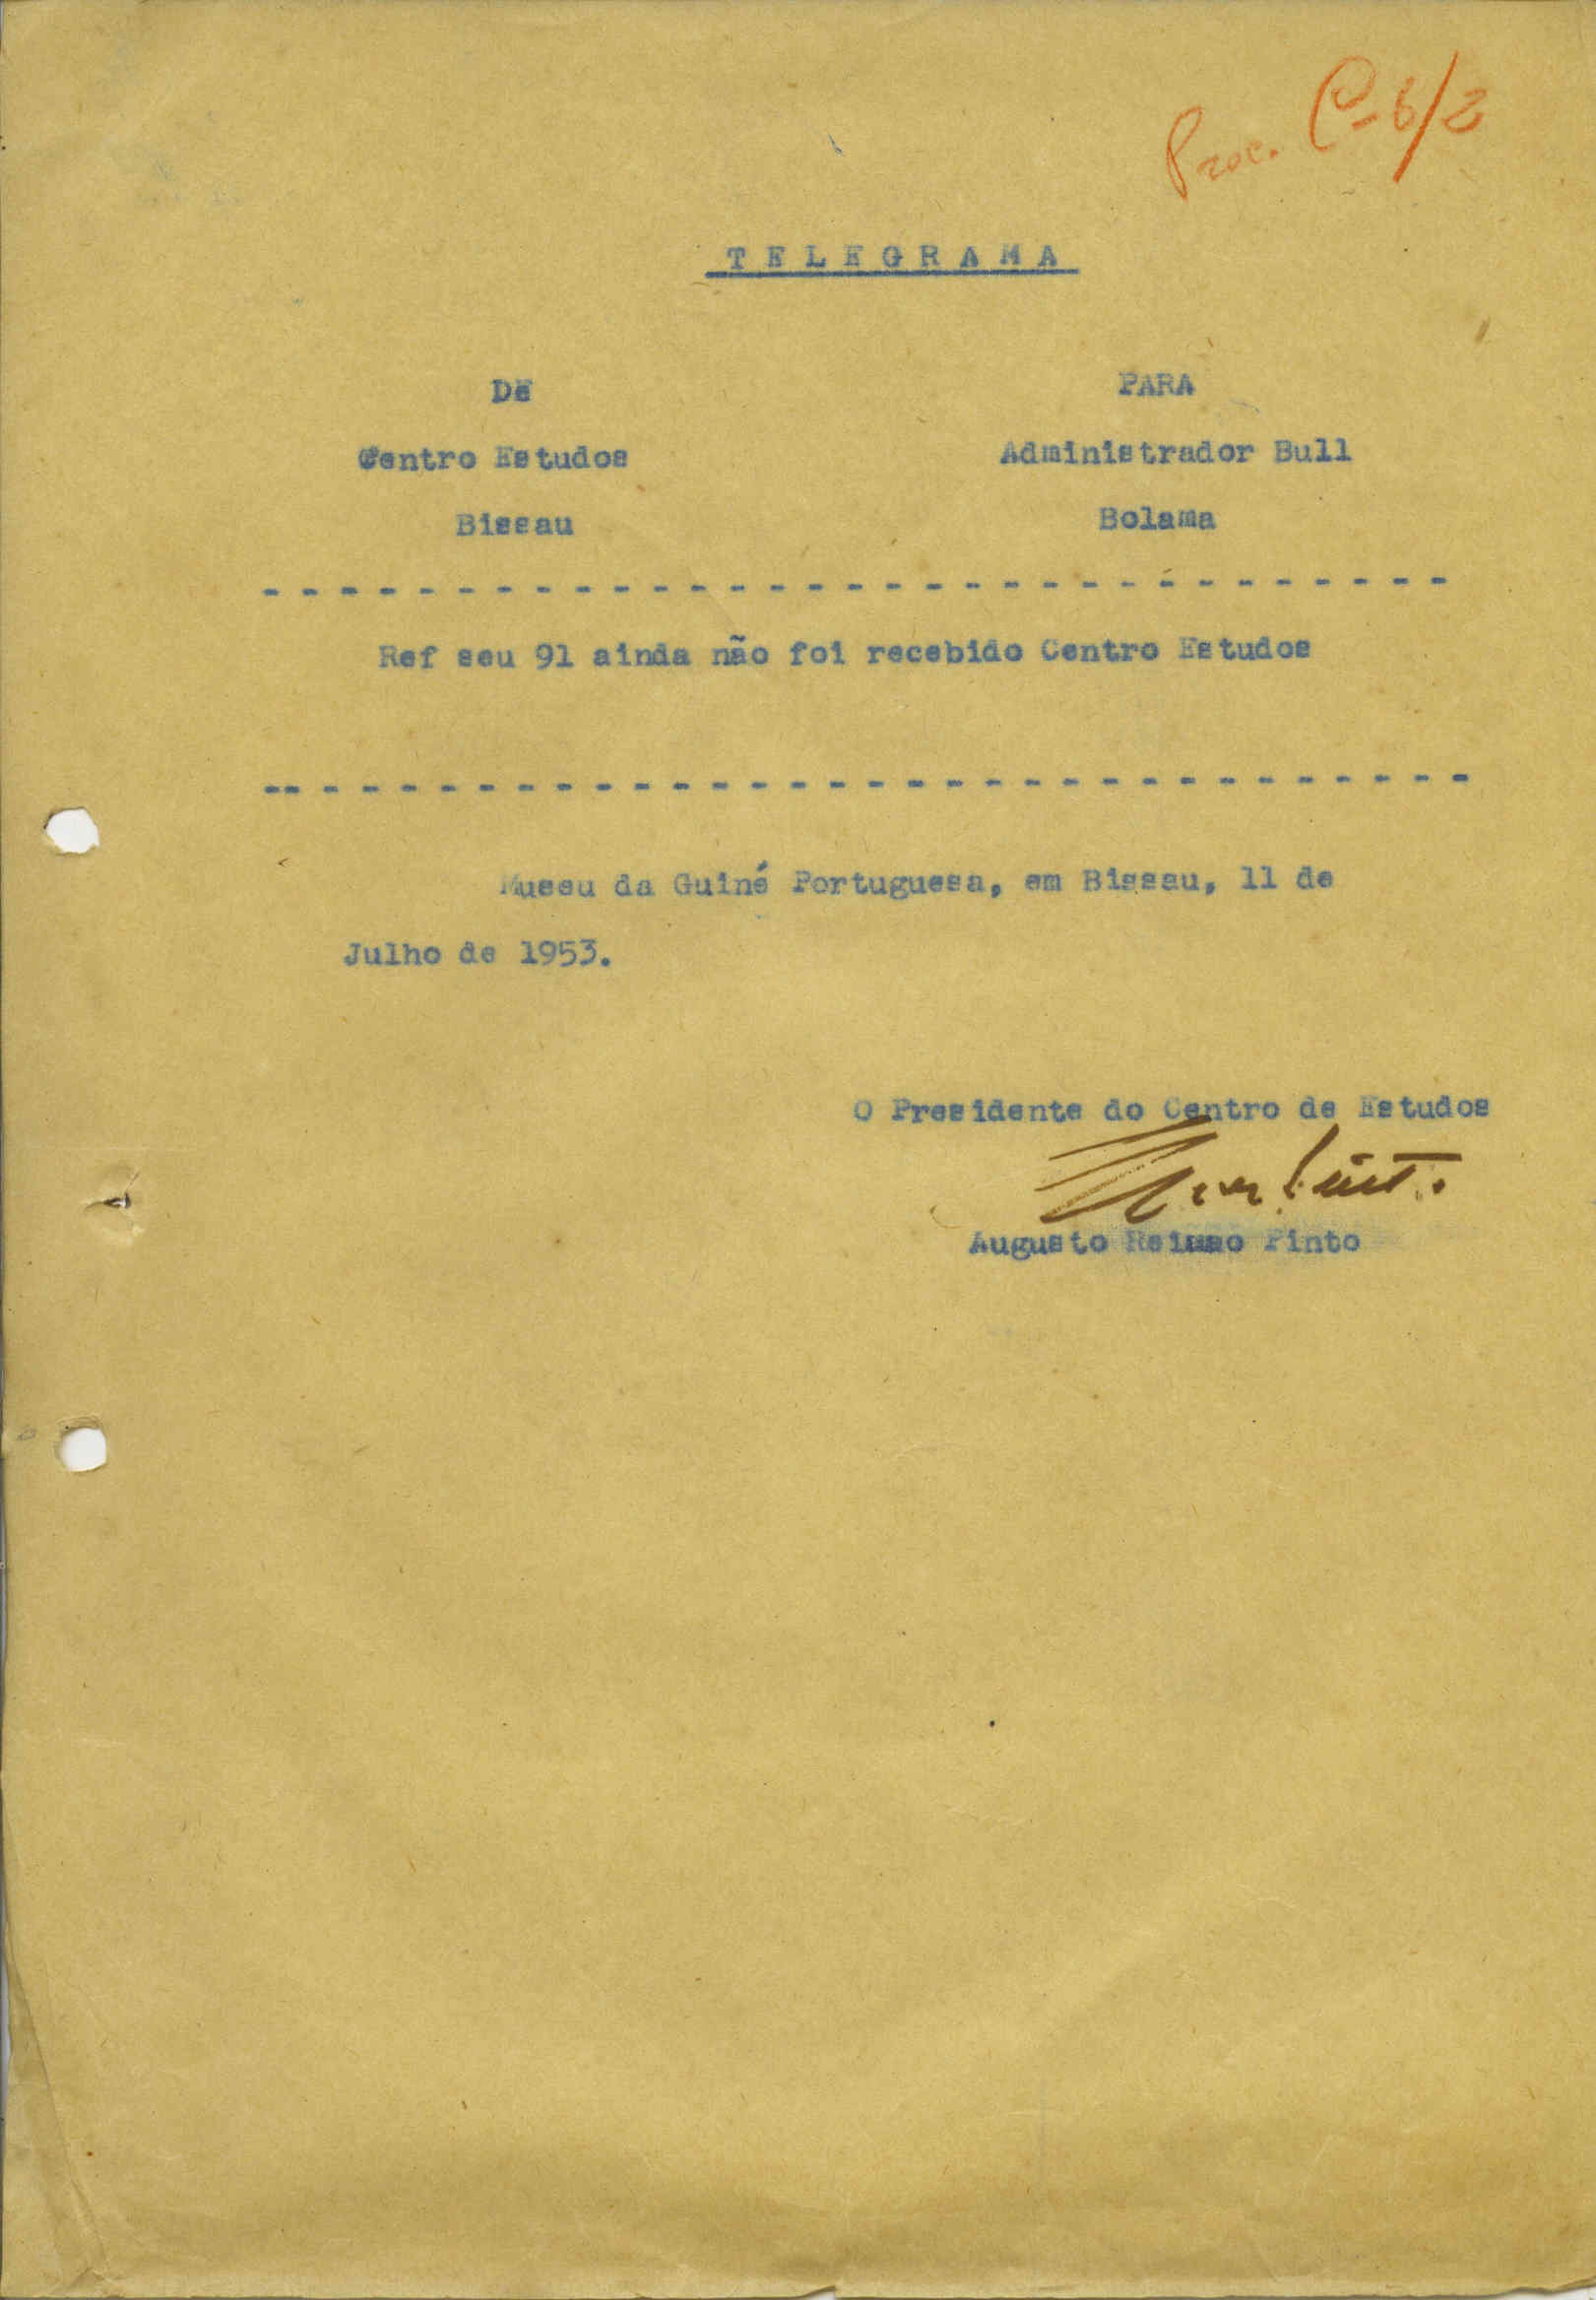 Proc. C-6/2
TELEGRAMA
DE PARA
Centro Estudos Administrador Bull
Bissau Bolama
Ref seu 91 ainda não foi recebido Centro Estudos
Museu da Guiné Portuguesa, em Bissau, 11 de
Julho de 1953.
O Presidente do Centro de Estudos
Augusto Reimao Pinto